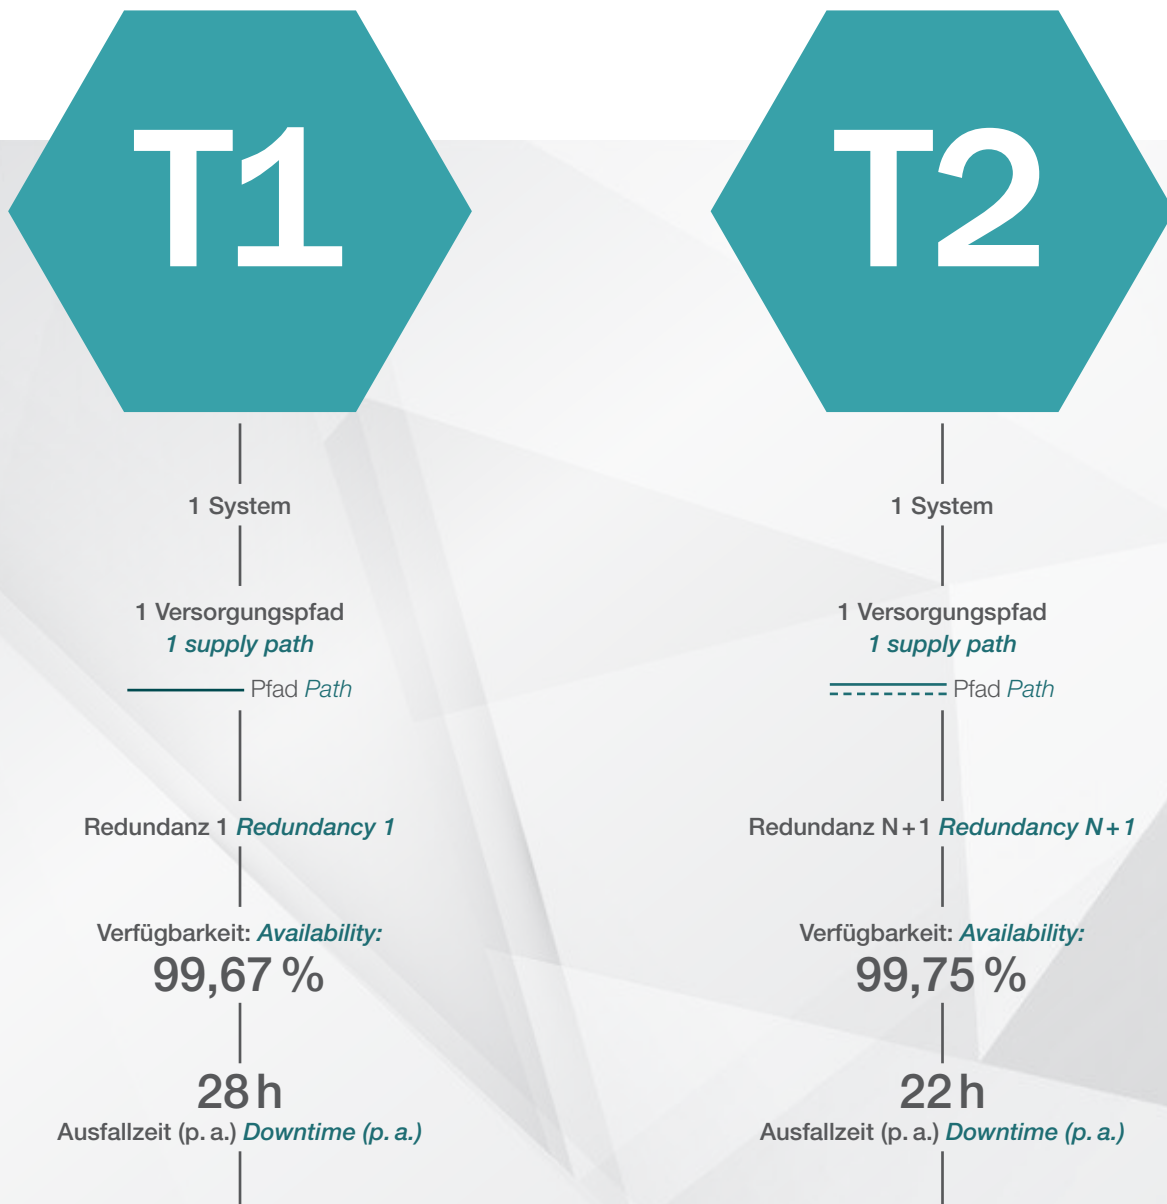 T1
1 System
1 Versorgungspfad
1 supply path
Pfad Path
Redundanz 1 Redundancy 1
Verfügbarkeit: Availability:
99,67 %
28 h
Ausfallzeit (p. a.) Downtime (p. a.)
T2
1 System
1 Versorgungspfad
1 supply path
Pfad Path
Redundanz N+1 Redundancy N+1
Verfügbarkeit: Availability:
99,75 %
22 h
Ausfallzeit (p. a.) Downtime (p. a.)